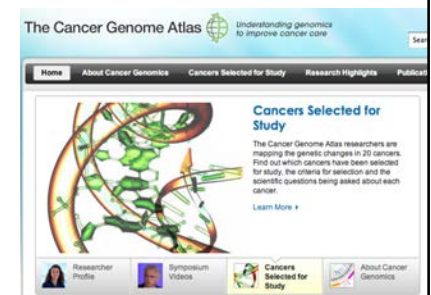 The Cancer Genome Atlas
Understanding genomics
to improve cancer care
Home
About Cancer Genomics
Cancers Selected for Study
Research Highlights
Cancers Selected for
Study
The Cancer Genome Atlas researchers are
mapping the genetic changes in 20 cancers.
Find out which cancers have been selected
for study, the criteria for selection and the
scientific questions being asked about each
cancer.
Learn More
Researcher
Profile
Symposium
Videos
Cancers
Selected for
Study
About Cancer
Genomics